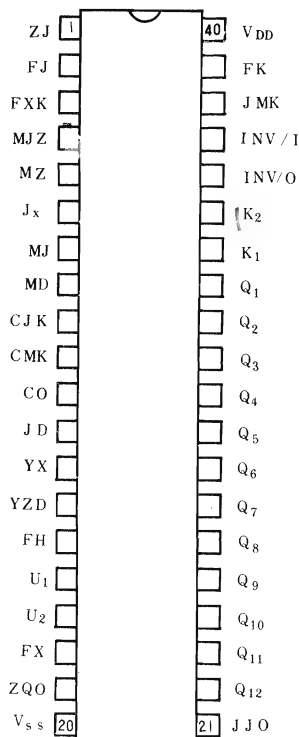 ZJ 1 40 VDD
FJ FK
FXK JMK
MJZ INV/I
MZ INV/O
Jx K2
MJ K1
MD Q1
CJK Q2
CMK Q3
CO Q4
JD Q5
YX Q6
YZD Q7
FH Q8
U1 Q9
U2 Q10
FX Q11
ZQO Q12
Vss 20 21 JJO